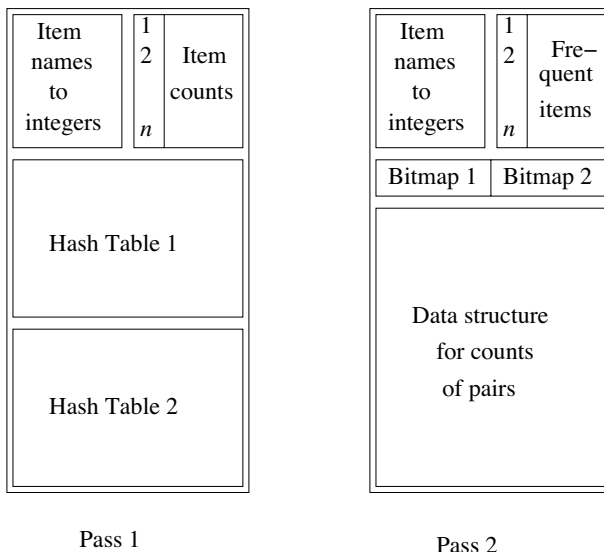 Item
names
to
integers
1
2
n
Item
counts
Hash Table 1
Hash Table 2
Pass 1
Item
names
to
integers
1
2
n
Fre−
quent
items
Bitmap 1
Bitmap 2
Data structure
for counts
of pairs
Pass 2